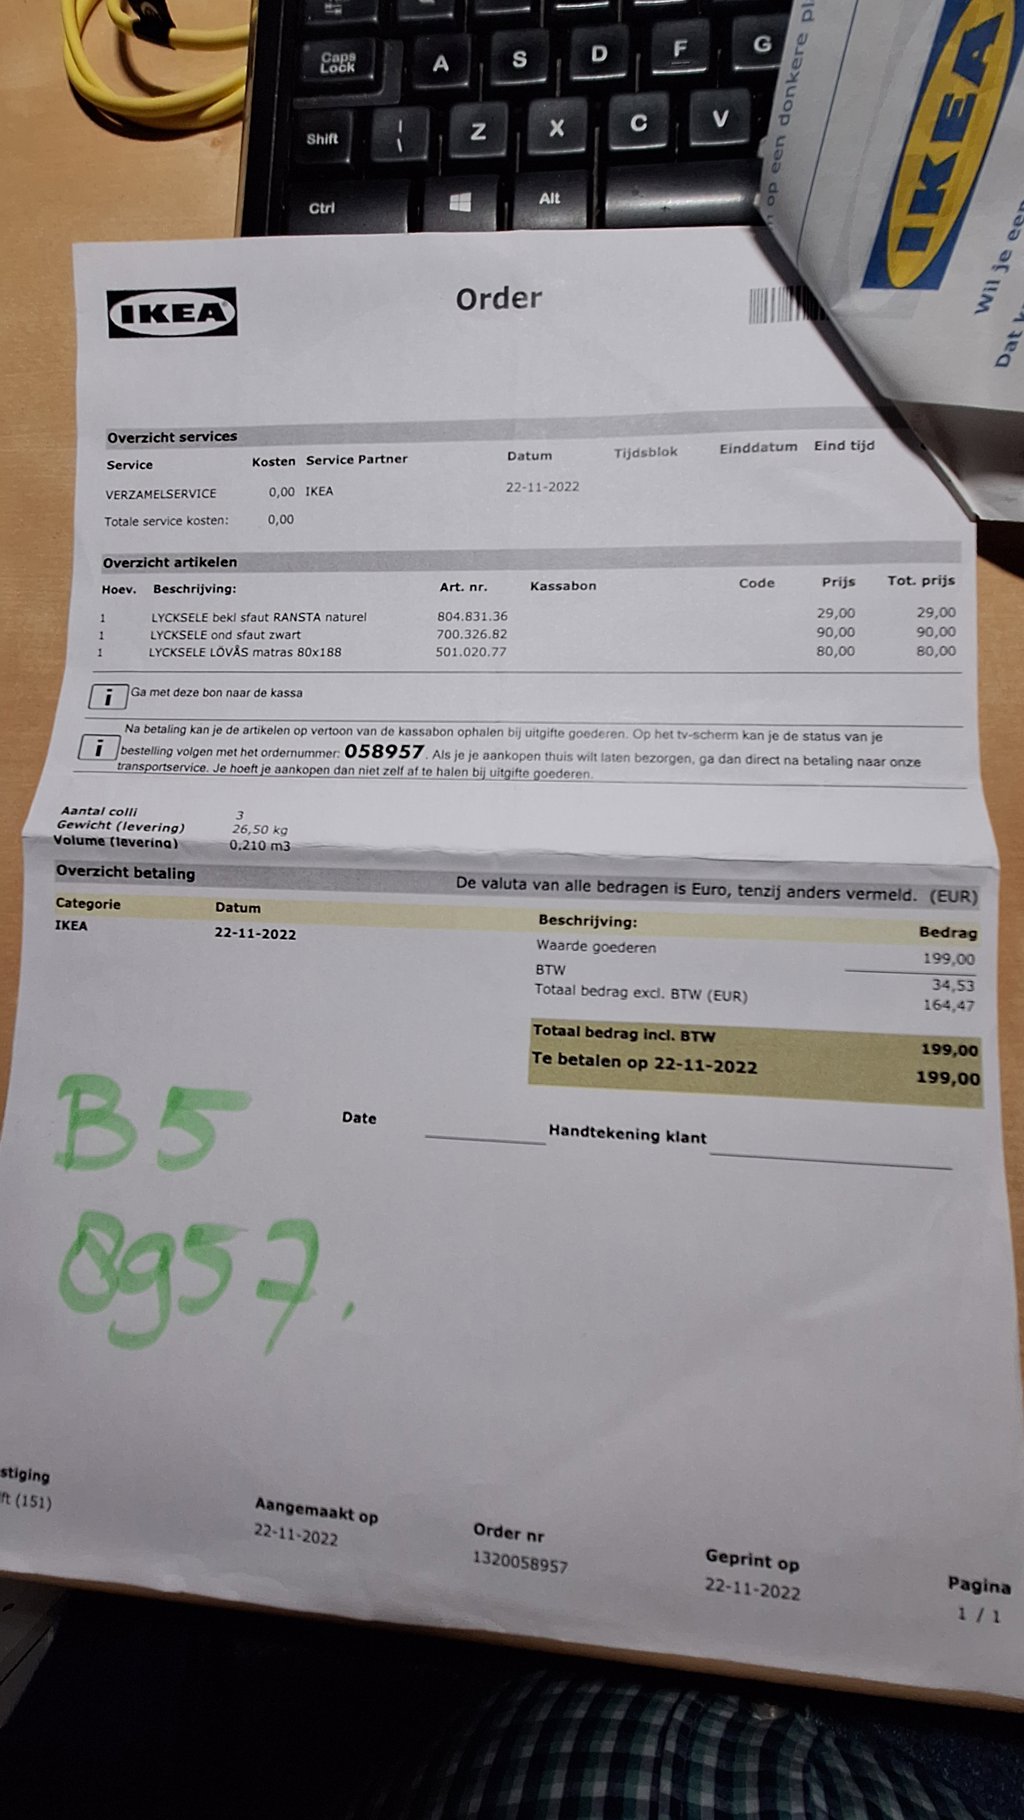 Caps Lock
A
S
D
F
G
Shift
|
\
Z
X
C
V
Ctrl
Alt
op een donkere
IKEA
Wil je een
Dat
IKEA
Order
Overzicht services
Service Kosten Service Partner Datum Tijdsblok Einddatum Eind tijd
VERZAMELSERVICE 0,00 IKEA 22-11-2022
Totale service kosten: 0,00
Overzicht artikelen
Hoev. Beschrijving: Art. nr. Kassabon Code Prijs Tot. prijs
1 LYCKSELE bekl sfaut RANSTA naturel 804.831.36 29,00 29,00
1 LYCKSELE ond sfaut zwart 700.326.82 90,00 90,00
1 LYCKSELE LÖVÅS matras 80x188 501.020.77 80,00 80,00
i Ga met deze bon naar de kassa
Na betaling kan je de artikelen op vertoon van de kassabon ophalen bij uitgifte goederen. Op het tv-scherm kan je de status van je
i bestelling volgen met het ordernummer: 058957. Als je je aankopen thuis wilt laten bezorgen, ga dan direct na betaling naar onze
transportservice. Je hoeft je aankopen dan niet zelf af te halen bij uitgifte goederen.
Aantal colli 3
Gewicht (levering) 26,50 kg
Volume (levering) 0,210 m3
Overzicht betaling De valuta van alle bedragen is Euro, tenzij anders vermeld. (EUR)
Categorie Datum Beschrijving: Bedrag
IKEA 22-11-2022 Waarde goederen 199,00
BTW 34,53
Totaal bedrag excl. BTW (EUR) 164,47
Totaal bedrag incl. BTW 199,00
Te betalen op 22-11-2022 199,00
Date Handtekening klant
B5
8957.
stiging Aangemaakt op Order nr Geprint op Pagina
ft (151) 22-11-2022 1320058957 22-11-2022 1 / 1